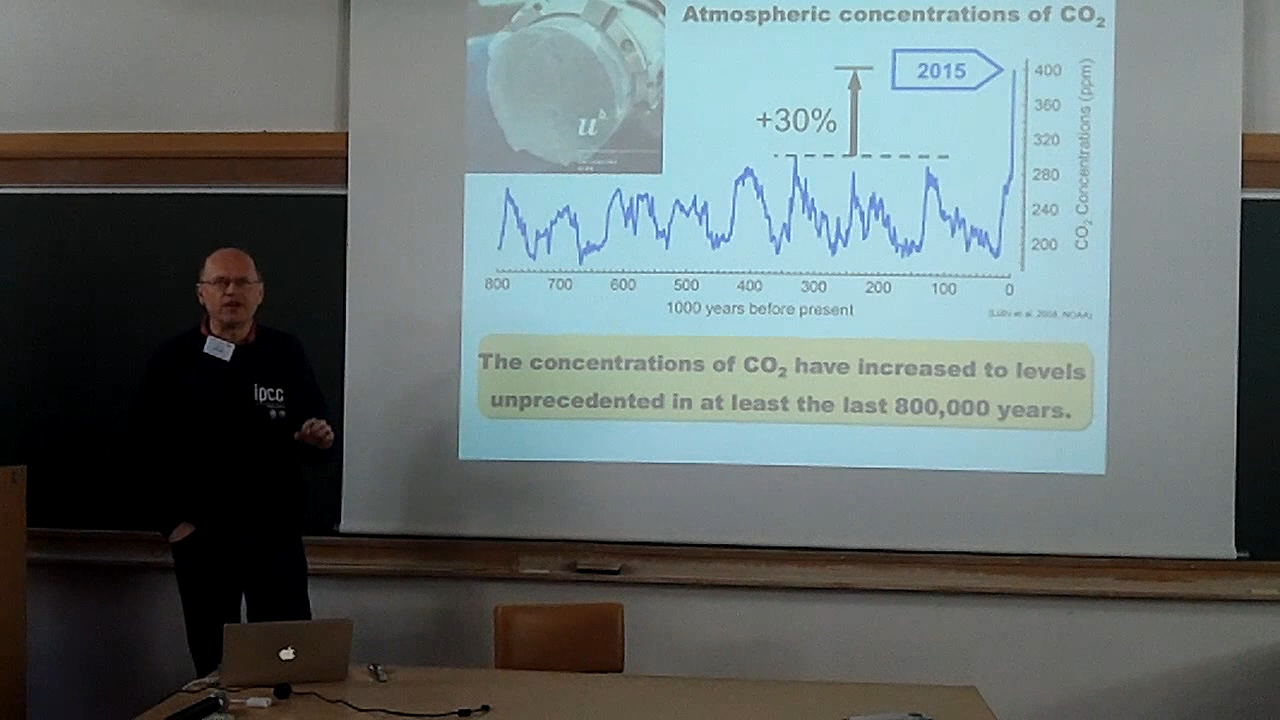 Atmospheric concentrations of CO₂
u^b
2015
+30%
400
360
320
280
240
200
CO₂ Concentrations (ppm)
800 700 600 500 400 300 200 100 0
1000 years before present
The concentrations of CO₂ have increased to levels
unprecedented in at least the last 800,000 years.
ipcc